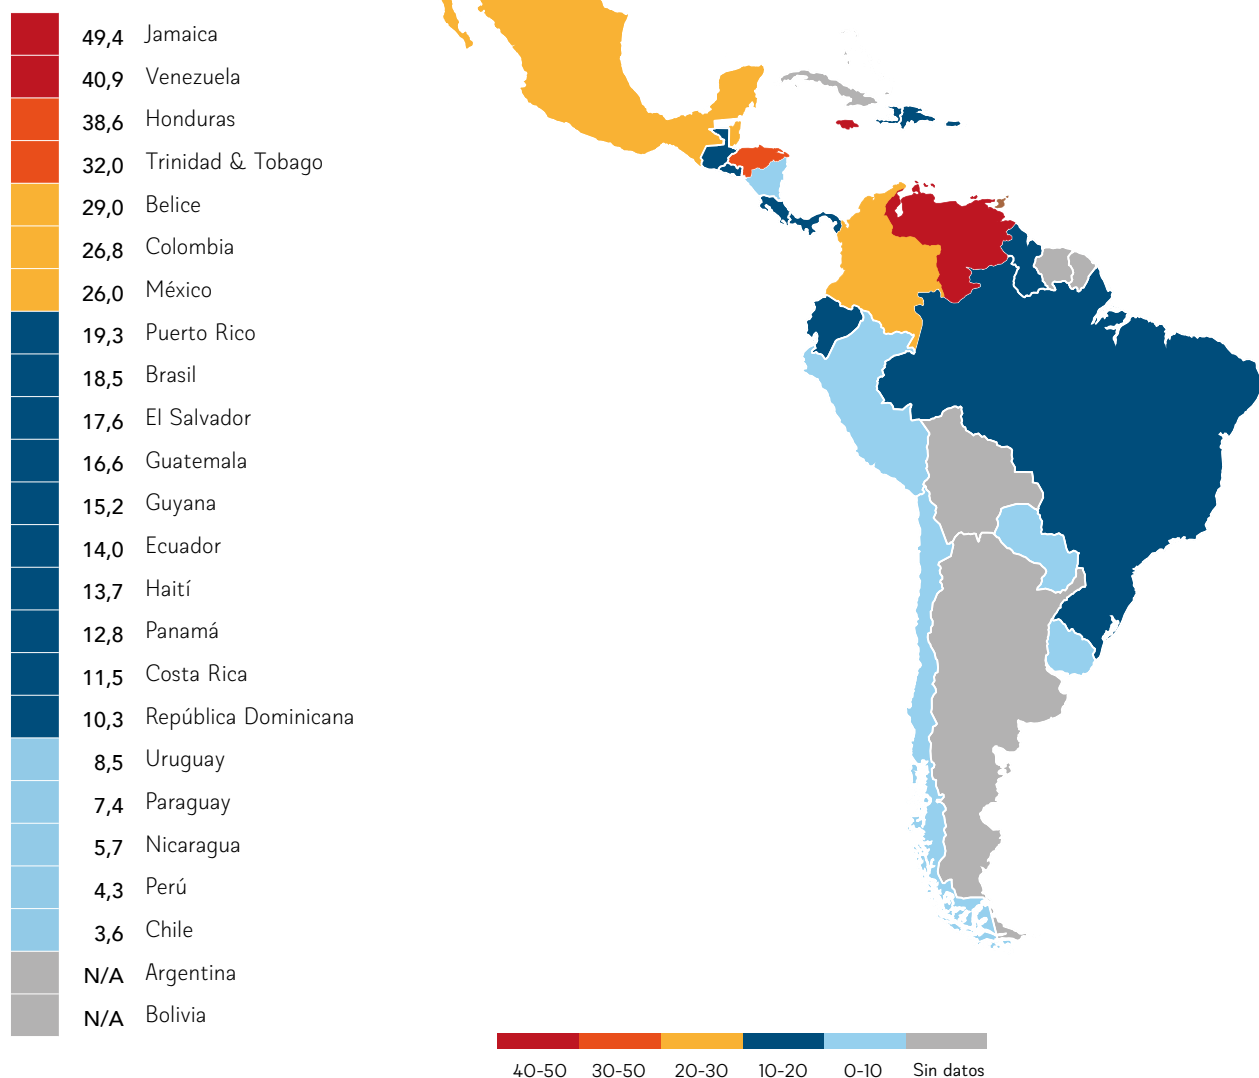 49,4 Jamaica
40,9 Venezuela
38,6 Honduras
32,0 Trinidad & Tobago
29,0 Belice
26,8 Colombia
26,0 México
19,3 Puerto Rico
18,5 Brasil
17,6 El Salvador
16,6 Guatemala
15,2 Guyana
14,0 Ecuador
13,7 Haití
12,8 Panamá
11,5 Costa Rica
10,3 República Dominicana
8,5 Uruguay
7,4 Paraguay
5,7 Nicaragua
4,3 Perú
3,6 Chile
N/A Argentina
N/A Bolivia
40-50 30-50 20-30 10-20 0-10 Sin datos